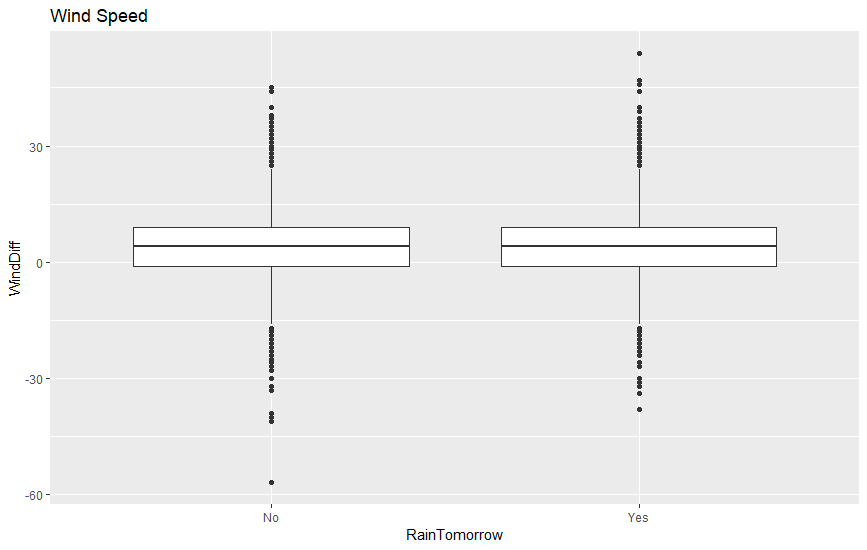 Wind Speed
WindDiff
30
0
-30
-60
No Yes
RainTomorrow